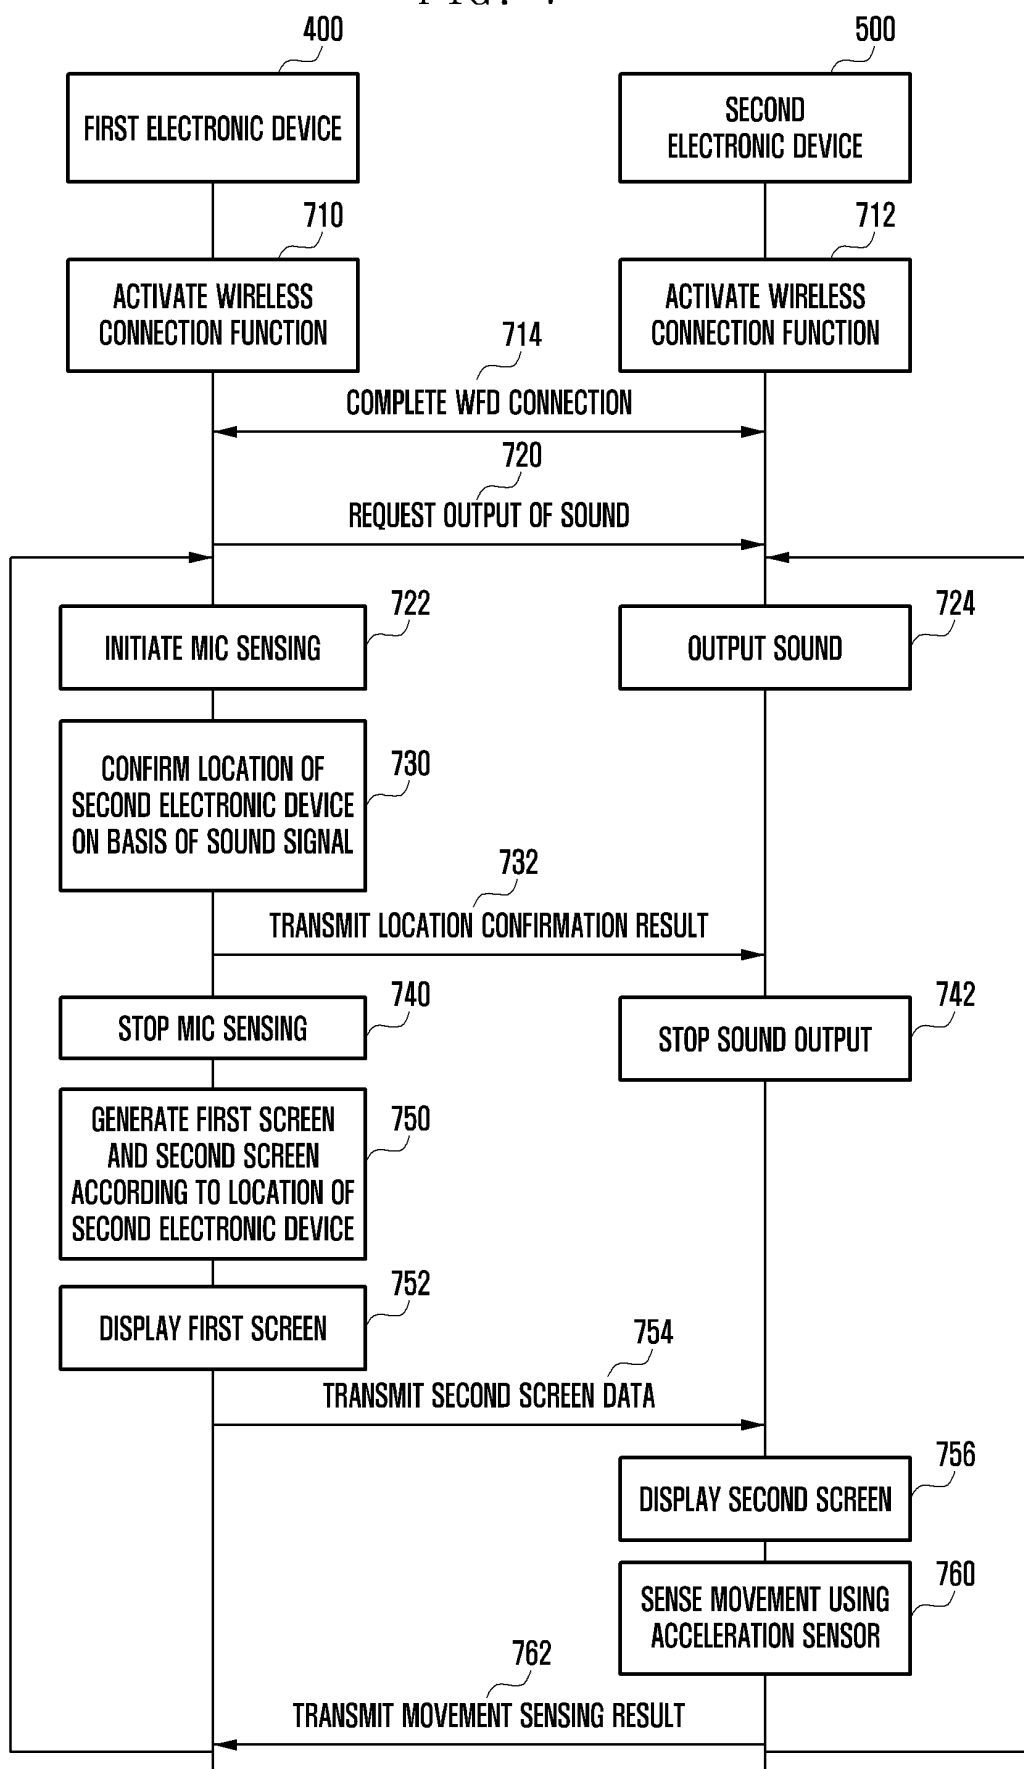 400
500
FIRST ELECTRONIC DEVICE
SECOND
ELECTRONIC DEVICE
710
712
ACTIVATE WIRELESS
CONNECTION FUNCTION
ACTIVATE WIRELESS
CONNECTION FUNCTION
714
COMPLETE WFD CONNECTION
720
REQUEST OUTPUT OF SOUND
722
724
INITIATE MIC SENSING
OUTPUT SOUND
730
CONFIRM LOCATION OF
SECOND ELECTRONIC DEVICE
ON BASIS OF SOUND SIGNAL
732
TRANSMIT LOCATION CONFIRMATION RESULT
740
742
STOP MIC SENSING
STOP SOUND OUTPUT
750
GENERATE FIRST SCREEN
AND SECOND SCREEN
ACCORDING TO LOCATION OF
SECOND ELECTRONIC DEVICE
752
DISPLAY FIRST SCREEN
754
TRANSMIT SECOND SCREEN DATA
756
DISPLAY SECOND SCREEN
760
SENSE MOVEMENT USING
ACCELERATION SENSOR
762
TRANSMIT MOVEMENT SENSING RESULT